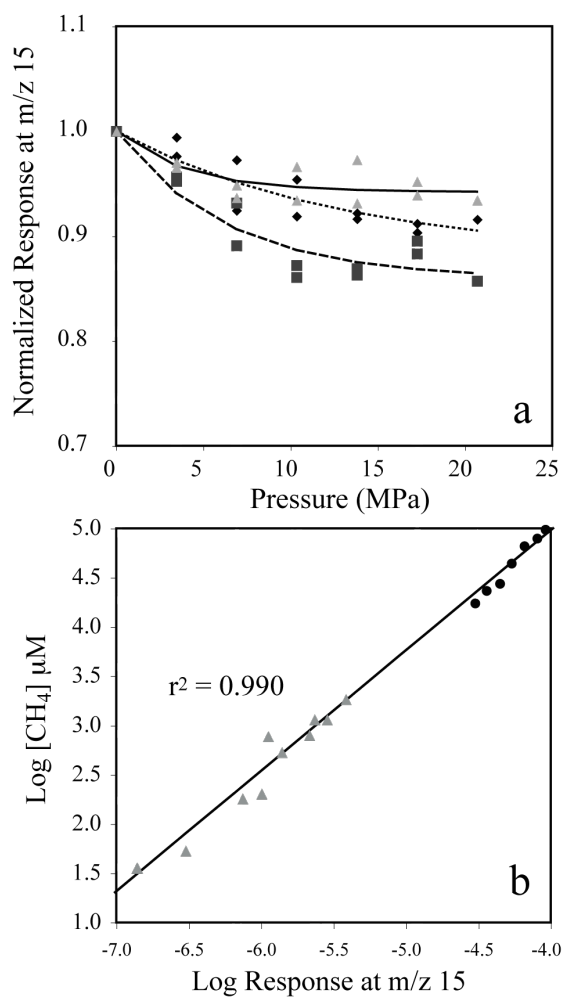 Normalized Response at m/z 15
1.1
1.0
0.9
0.8
0.7
a
0 5 10 15 20 25
Pressure (MPa)
Log [CH₄] µM
5.0
4.5
4.0
3.5
3.0
2.5
2.0
1.5
1.0
r² = 0.990
b
-7.0 -6.5 -6.0 -5.5 -5.0 -4.5 -4.0
Log Response at m/z 15